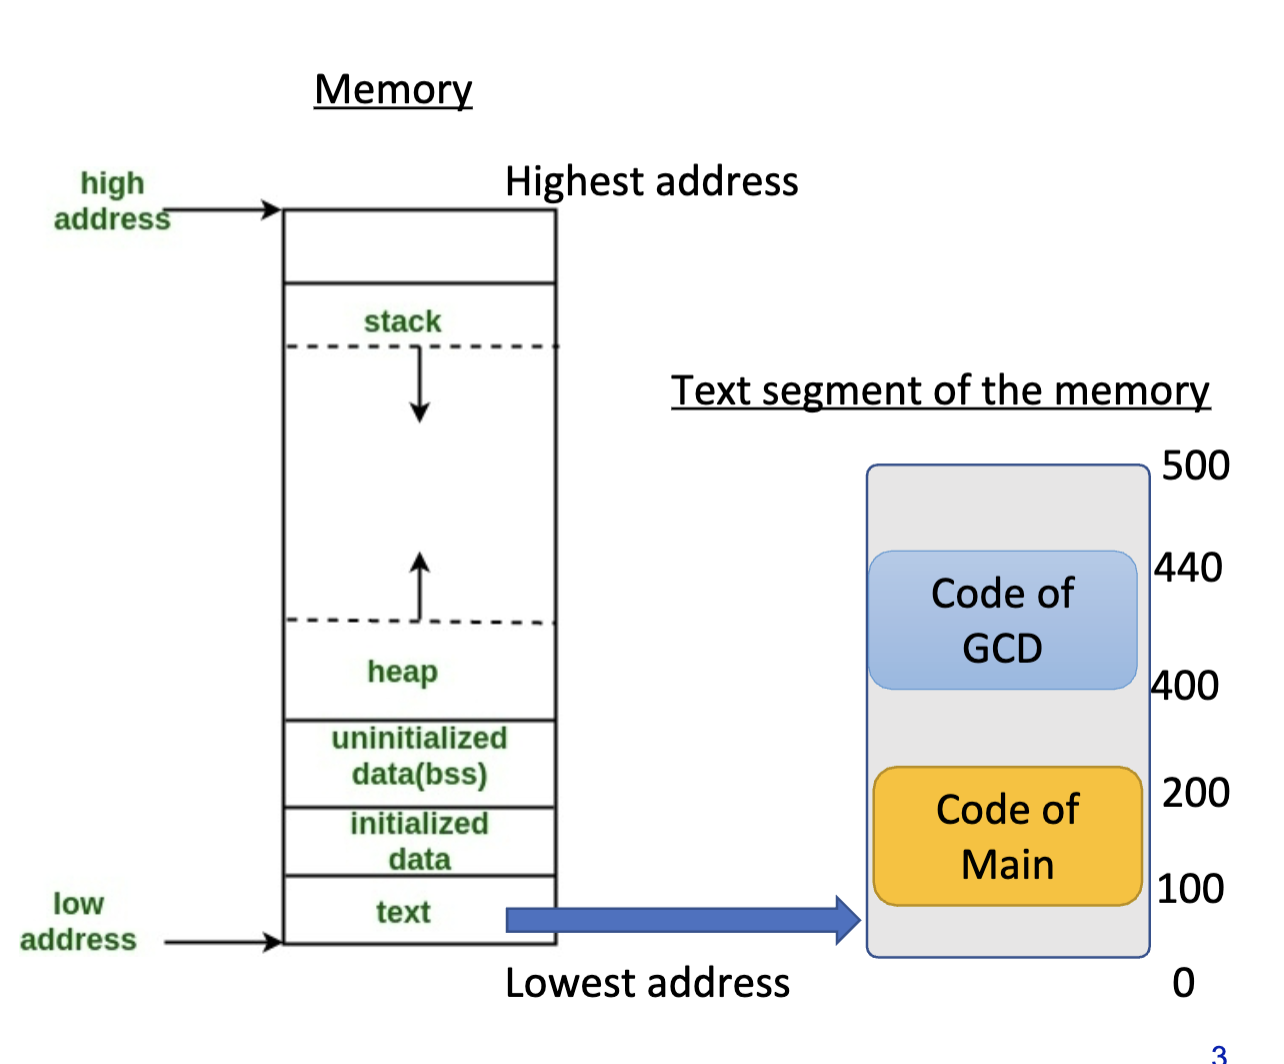 Memory
Highest address
high
address
stack
heap
uninitialized
data(bss)
initialized
data
text
low
address
Lowest address
Text segment of the memory
500
440
Code of
GCD
400
200
Code of
Main
100
0
3